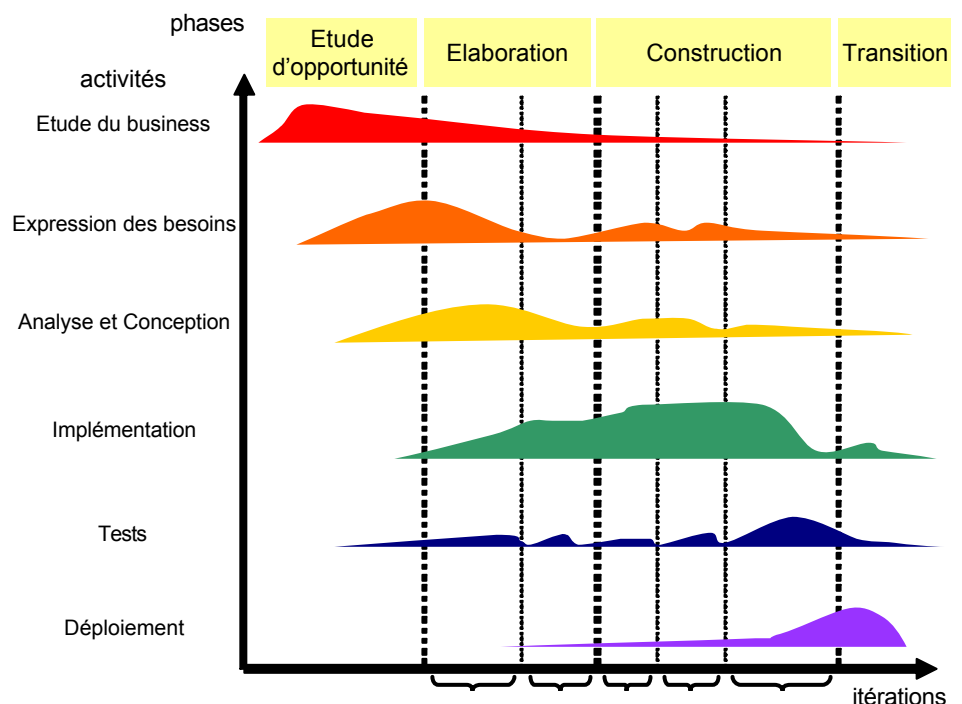 phases
Etude
d'opportunité
Elaboration
Construction
Transition
activités
Etude du business
Expression des besoins
Analyse et Conception
Implémentation
Tests
Déploiement
itérations